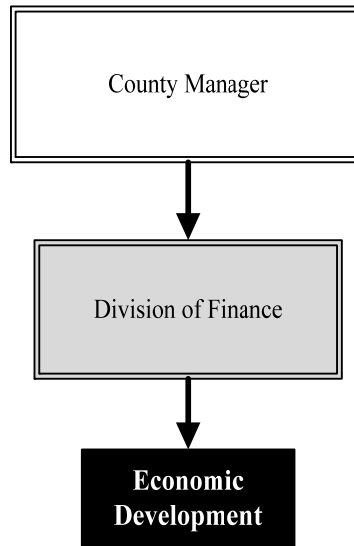 County Manager
Division of Finance
Economic
Development